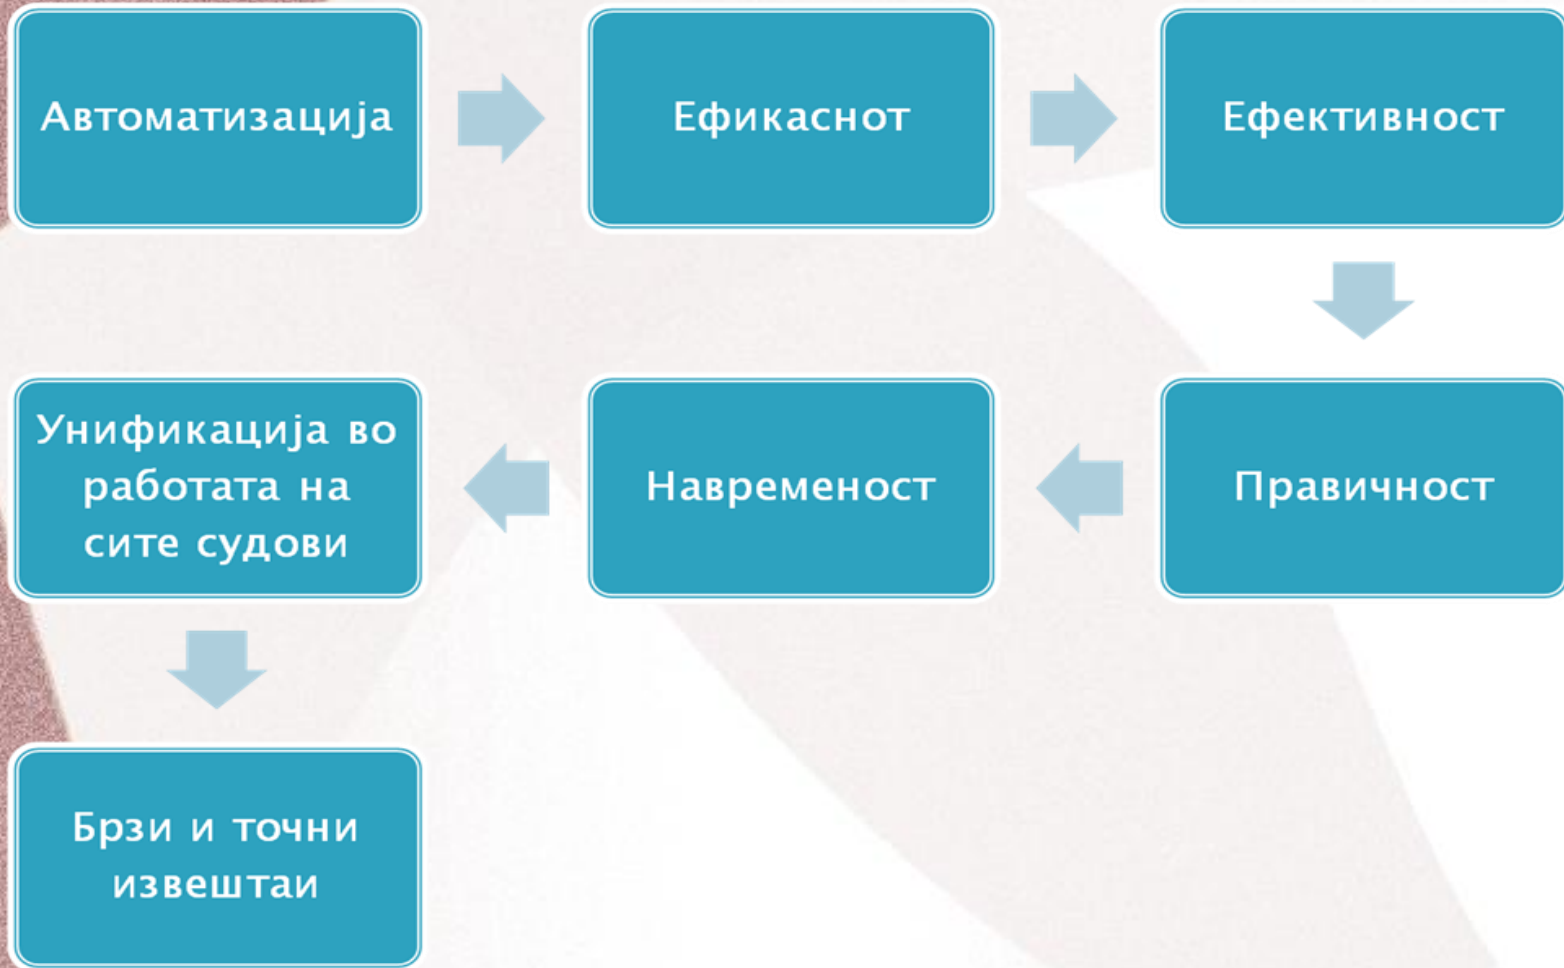 Автоматизација
Ефикаснот
Ефективност
Правичност
Навременост
Унификација во
работата на
сите судови
Брзи и точни
извештаи